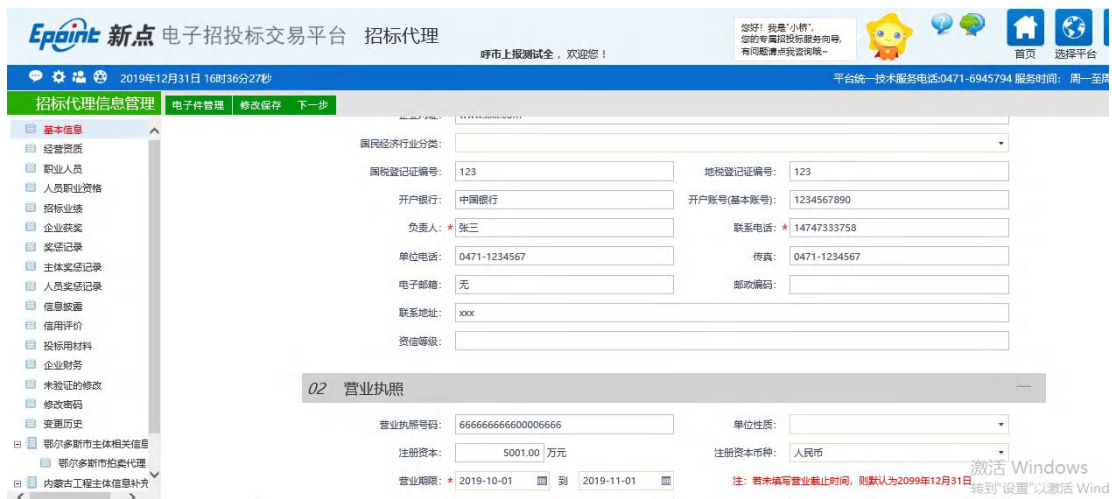 Epoint 新点 电子招投标交易平台 招标代理
呼市上报测试全，欢迎您！
您好！我是"小桥"，
您的专属招投标服务向导，
有问题请点我咨询哦~
首页 选择平台
2019年12月31日 16时36分27秒
平台统一技术服务电话:0471-6945794 服务时间: 周一至周
招标代理信息管理 电子件管理 修改保存 下一步
基本信息
经营资质
职业人员
人员职业资格
招标业绩
企业获奖
奖惩记录
主体奖惩记录
人员奖惩记录
信息披露
信用评价
投标用材料
企业财务
未验证的修改
修改密码
变更历史
鄂尔多斯市主体相关信息
鄂尔多斯市拍卖代理
内蒙古工程主体信息补充
国民经济行业分类:
国税登记证编号: 123 地税登记证编号: 123
开户银行: 中国银行 开户账号(基本账号): 1234567890
负责人: * 张三 联系电话: * 14747333758
单位电话: 0471-1234567 传真: 0471-1234567
电子邮箱: 无 邮政编码:
联系地址: xxx
资信等级:
02 营业执照
营业执照号码: 666666666600006666 单位性质:
注册资本: 5001.00 万元 注册资本币种: 人民币
营业期限: * 2019-10-01 到 2019-11-01 注: 若未填写营业截止时间，则默认为2099年12月31日
激活 Windows
转到"设置"以激活 Wind